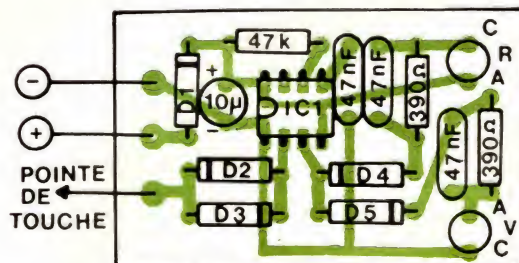 C
47k
R
47nF
47nF
390Ω
A
−
D1
+
10µ
−
IC1
+
47nF
390Ω
POINTE
DE
TOUCHE
D2
D4
D3
D5
A
V
C